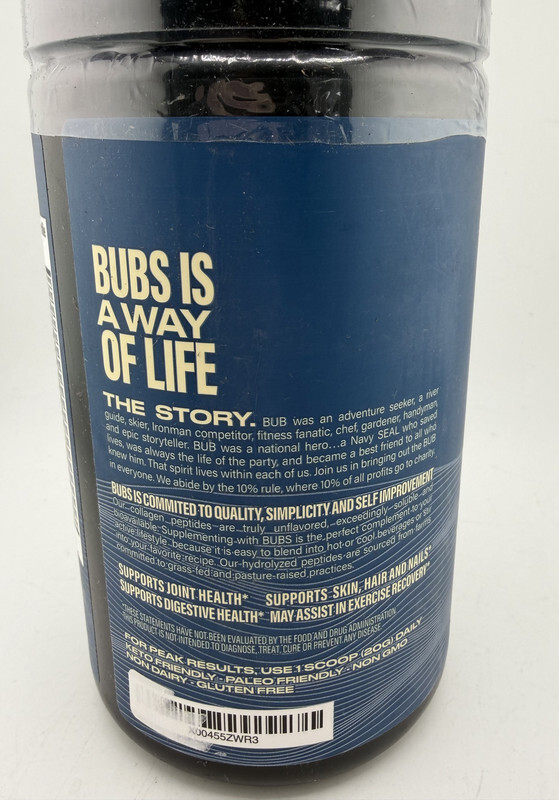 BUBS IS
A WAY
OF LIFE
THE STORY. BUB was an adventure seeker, a river
guide, skier, Ironman competitor, fitness fanatic, chef, gardener, handyman,
and epic storyteller. BUB was a national hero...a Navy SEAL who saved
lives, was always the life of the party, and became a best friend to all who
knew him. That spirit lives within each of us. Join us in bringing out the BUB
in everyone. We abide by the 10% rule, where 10% of all profits go to charity
BUBS IS COMMITED TO QUALITY, SIMPLICITY AND SELF IMPROVEMENT
Our collagen peptides are truly unflavored, exceedingly soluble and
bioavailable. Supplementing with BUBS is the perfect complement to your
active lifestyle because it is easy to blend into hot or cool beverages or stir
into your favorite recipe. Our hydrolyzed peptides are sourced from farms
committed to grass-fed and pasture-raised practices.
SUPPORTS JOINT HEALTH* SUPPORTS SKIN, HAIR AND NAILS*
SUPPORTS DIGESTIVE HEALTH* MAY ASSIST IN EXERCISE RECOVERY*
*THESE STATEMENTS HAVE NOT BEEN EVALUATED BY THE FOOD AND DRUG ADMINISTRATION.
THIS PRODUCT IS NOT INTENDED TO DIAGNOSE, TREAT, CURE OR PREVENT ANY DISEASE.
FOR PEAK RESULTS, USE 1 SCOOP (20G) DAILY
KETO FRIENDLY - PALEO FRIENDLY - NON GMO
NON DAIRY - GLUTEN FREE
X00455ZWR3